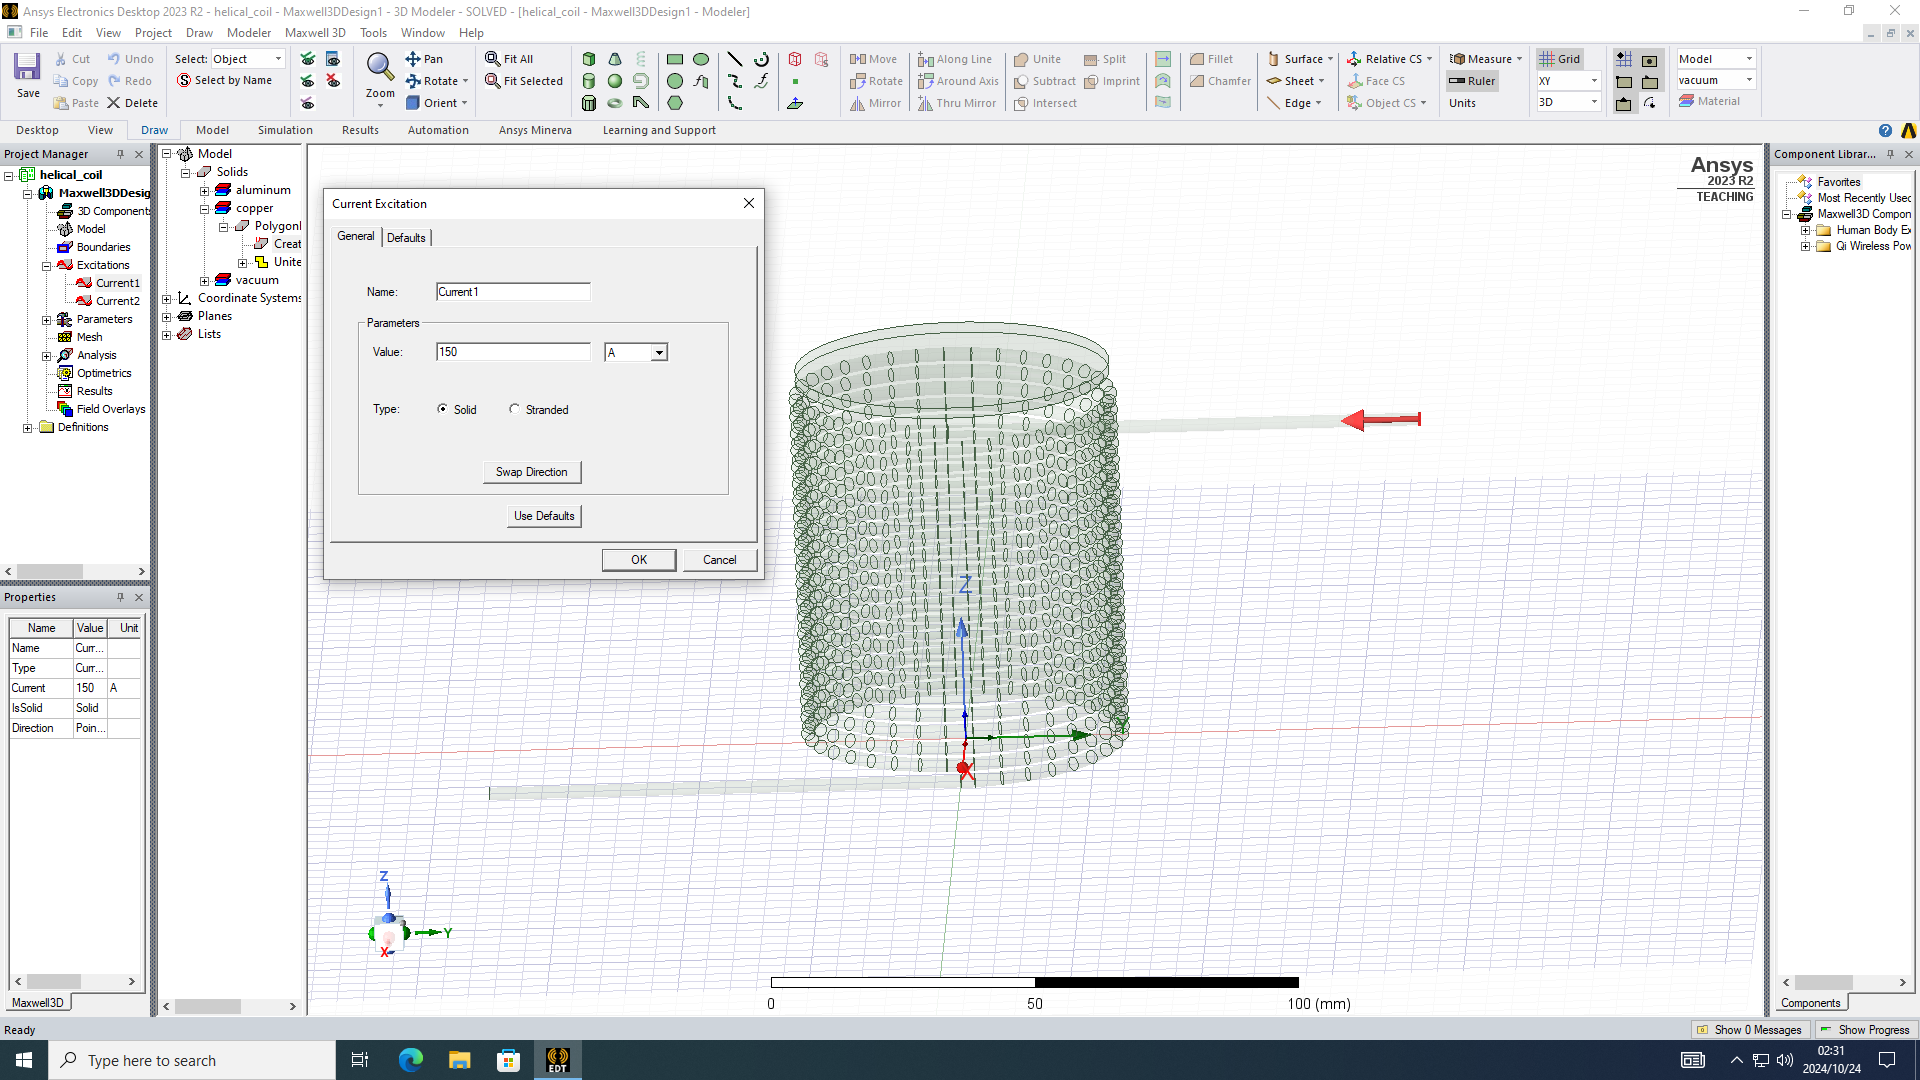 Ansys Electronics Desktop 2023 R2 - helical_coil - Maxwell3DDesign1 - 3D Modeler - SOLVED - [helical_coil - Maxwell3DDesign1 - Modeler]
File Edit View Project Draw Modeler Maxwell 3D Tools Window Help
Save
Cut
Copy
Paste
Undo
Redo
Delete
Select: Object
Select by Name
Zoom
Pan
Rotate
Orient
Fit All
Fit Selected
Move
Rotate
Mirror
Along Line
Around Axis
Thru Mirror
Unite
Subtract
Intersect
Split
Imprint
Fillet
Chamfer
Surface
Sheet
Edge
Relative CS
Face CS
Object CS
Measure
Ruler
Units
Grid
XY
3D
Model
vacuum
Material
Desktop View Draw Model Simulation Results Automation Ansys Minerva Learning and Support
Project Manager
helical_coil
Maxwell3DDesig
3D Component
Model
Boundaries
Excitations
Current1
Current2
Parameters
Mesh
Analysis
Optimetrics
Results
Field Overlays
Definitions
Properties
Name Value Unit
Name Curr...
Type Curr...
Current 150 A
IsSolid Solid
Direction Poin...
Maxwell3D
Model
Solids
aluminum
copper
Polygonl
Creat
Unite
vacuum
Coordinate Systems
Planes
Lists
Current Excitation
General Defaults
Name: Current1
Parameters
Value: 150 A
Type: Solid Stranded
Swap Direction
Use Defaults
OK Cancel
Ansys
2023 R2
TEACHING
Z
Y
X
Z
Y
X
0 50 100 (mm)
Component Librar...
Favorites
Most Recently Used
Maxwell3D Compon
Human Body Ex
Qi Wireless Pow
Components
Ready
Show 0 Messages Show Progress
Type here to search
EDT
02:31
2024/10/24